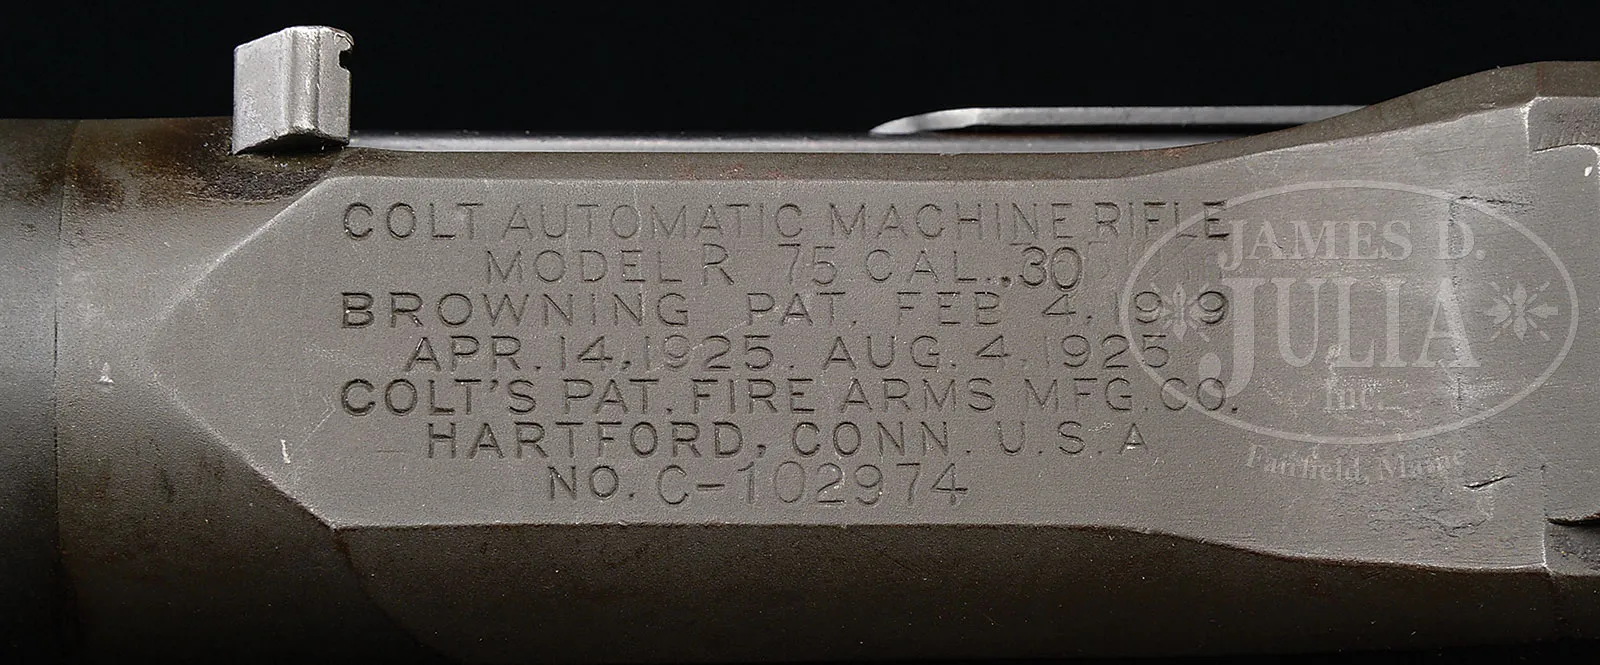 COLT AUTOMATIC MACHINE RIFLE
MODEL R 75 CAL..30
BROWNING PAT. FEB 4,1919
APR.14,1925. AUG.4,1925
COLT'S PAT. FIRE ARMS MFG.CO.
HARTFORD, CONN. U.S.A
NO. C-102974
JAMES D.
JULIA
Inc.
Fairfield, Maine